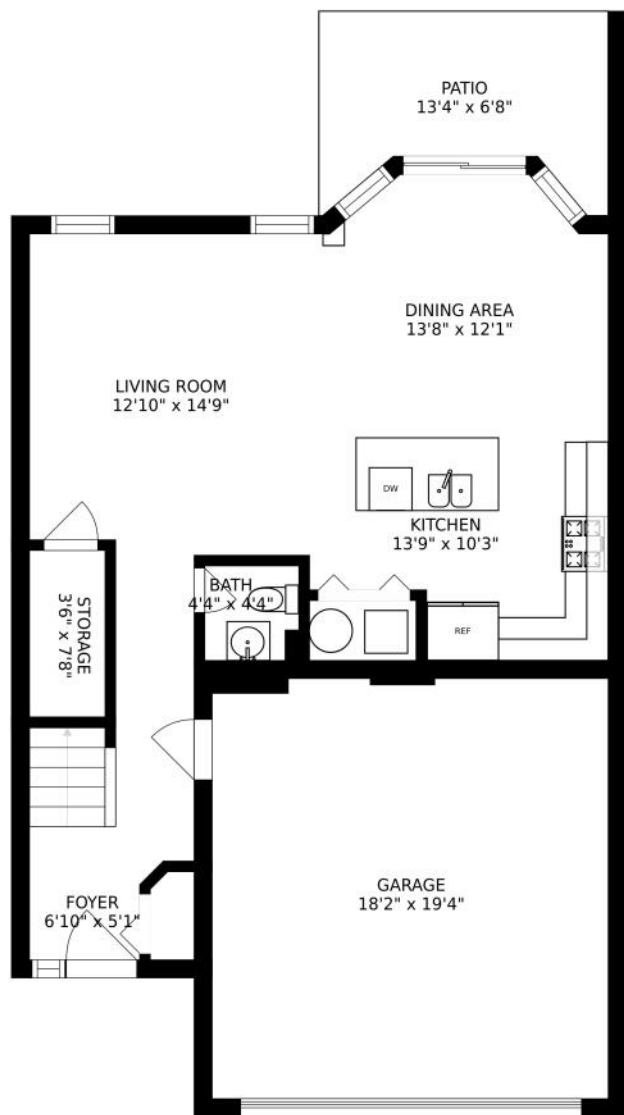 PATIO
13'4" x 6'8"
DINING AREA
13'8" x 12'1"
LIVING ROOM
12'10" x 14'9"
DW
KITCHEN
13'9" x 10'3"
BATH
4'4" x 4'4"
STORAGE
3'6" x 7'8"
REF
GARAGE
18'2" x 19'4"
FOYER
6'10" x 5'1"